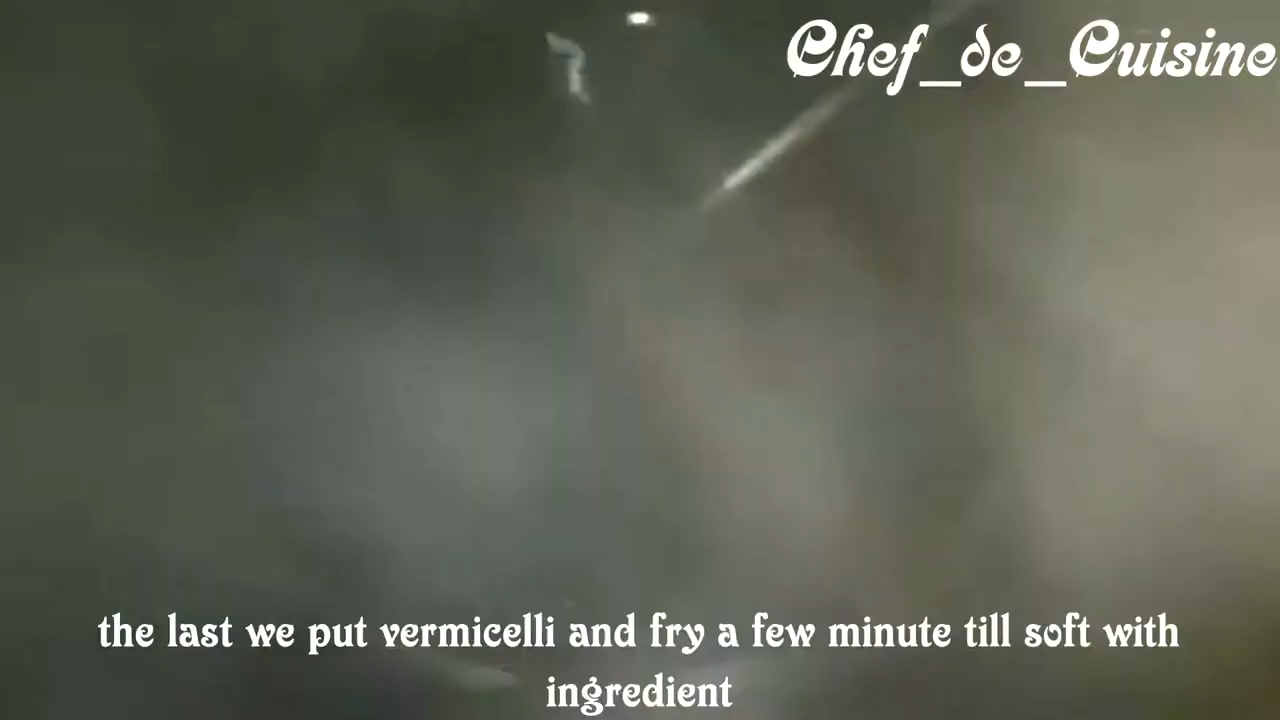 Chef_de_Cuisine
the last we put vermicelli and fry a few minute till soft with
ingredient